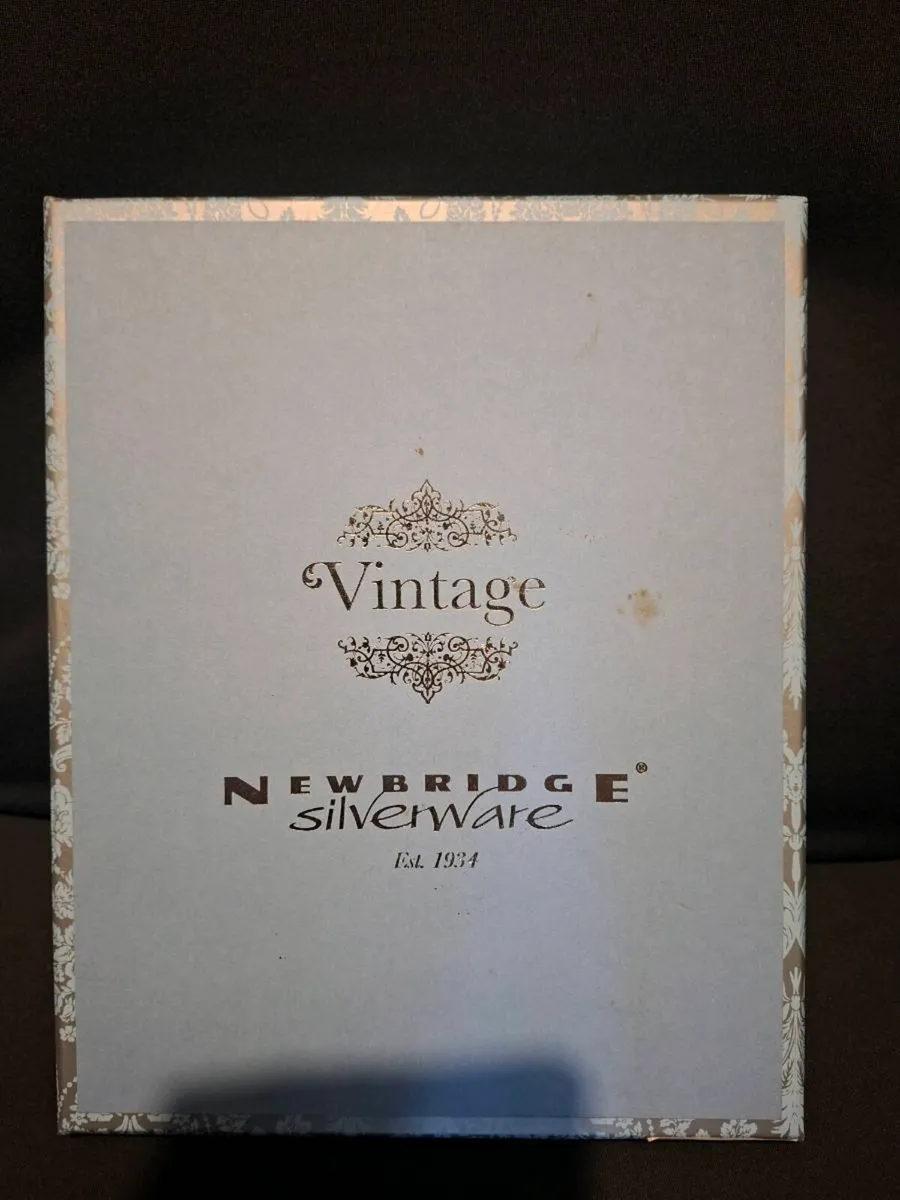 Vintage
NEWBRIDGE®
silverware
Est. 1934